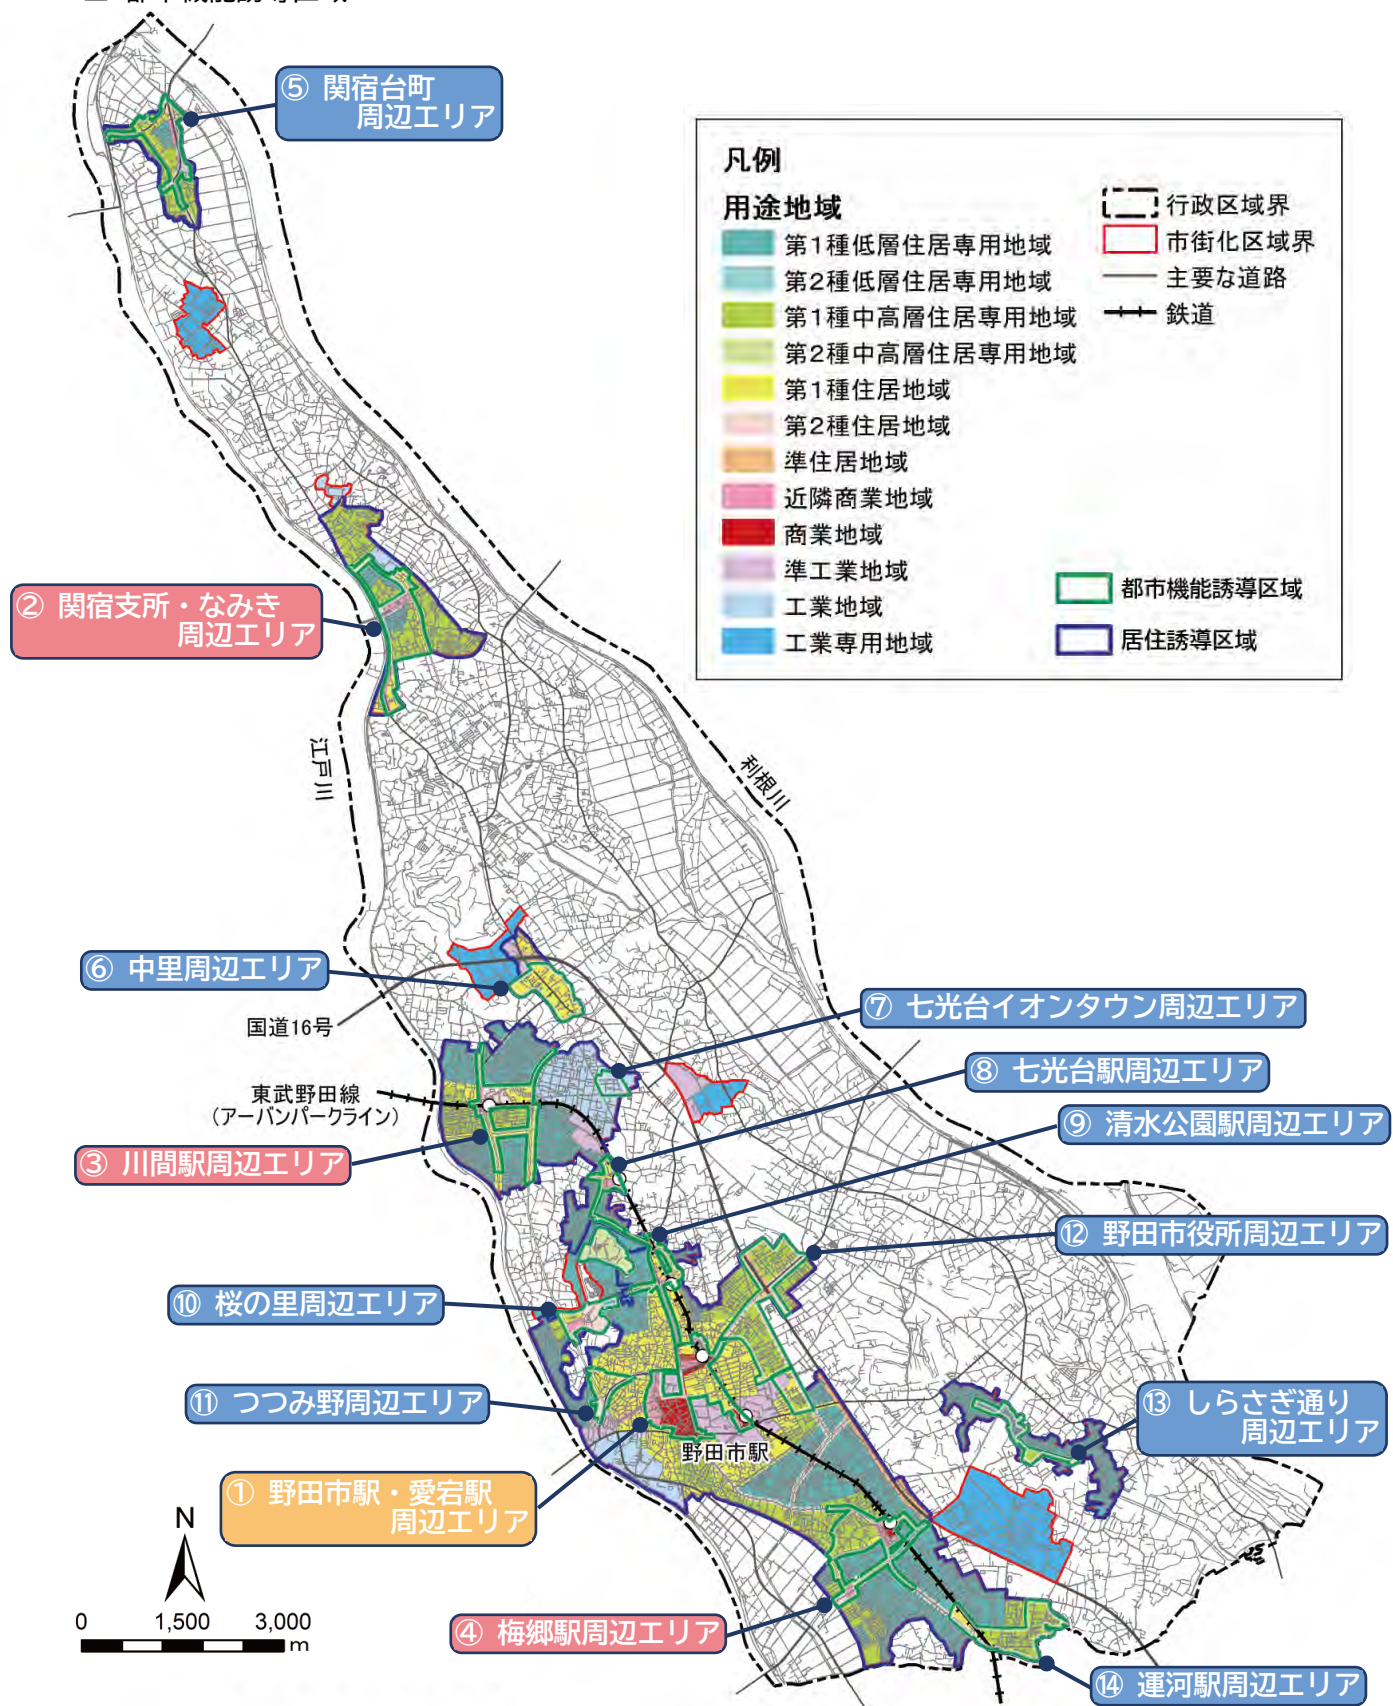 ⑤ 関宿台町
周辺エリア
凡例
用途地域
第1種低層住居専用地域
第2種低層住居専用地域
第1種中高層住居専用地域
第2種中高層住居専用地域
第1種住居地域
第2種住居地域
準住居地域
近隣商業地域
商業地域
準工業地域
工業地域
工業専用地域
行政区域界
市街化区域界
主要な道路
鉄道
都市機能誘導区域
居住誘導区域
② 関宿支所・なみき
周辺エリア
江戸川
利根川
⑥ 中里周辺エリア
国道16号
⑦ 七光台イオンタウン周辺エリア
⑧ 七光台駅周辺エリア
東武野田線
（アーバンパークライン）
⑨ 清水公園駅周辺エリア
③ 川間駅周辺エリア
⑫ 野田市役所周辺エリア
⑩ 桜の里周辺エリア
⑪ つつみ野周辺エリア
⑬ しらさぎ通り
周辺エリア
野田市駅
① 野田市駅・愛宕駅
周辺エリア
N
0 1,500 3,000
m
④ 梅郷駅周辺エリア
⑭ 運河駅周辺エリア